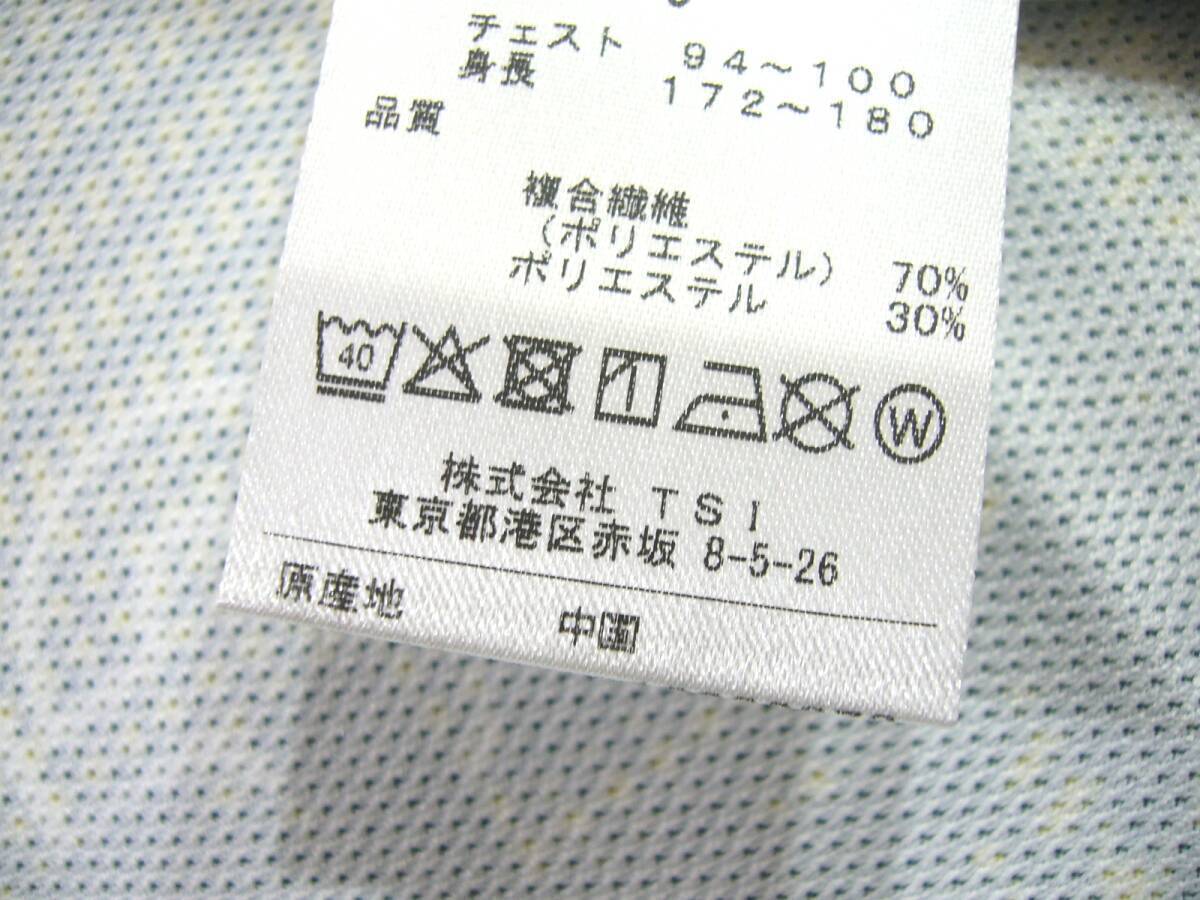 チェスト 94～100
身長 172～180
品質
複合繊維
（ポリエステル） 70%
ポリエステル 30%
40
W
株式会社 TSI
東京都港区赤坂 8-5-26
原産地 中国